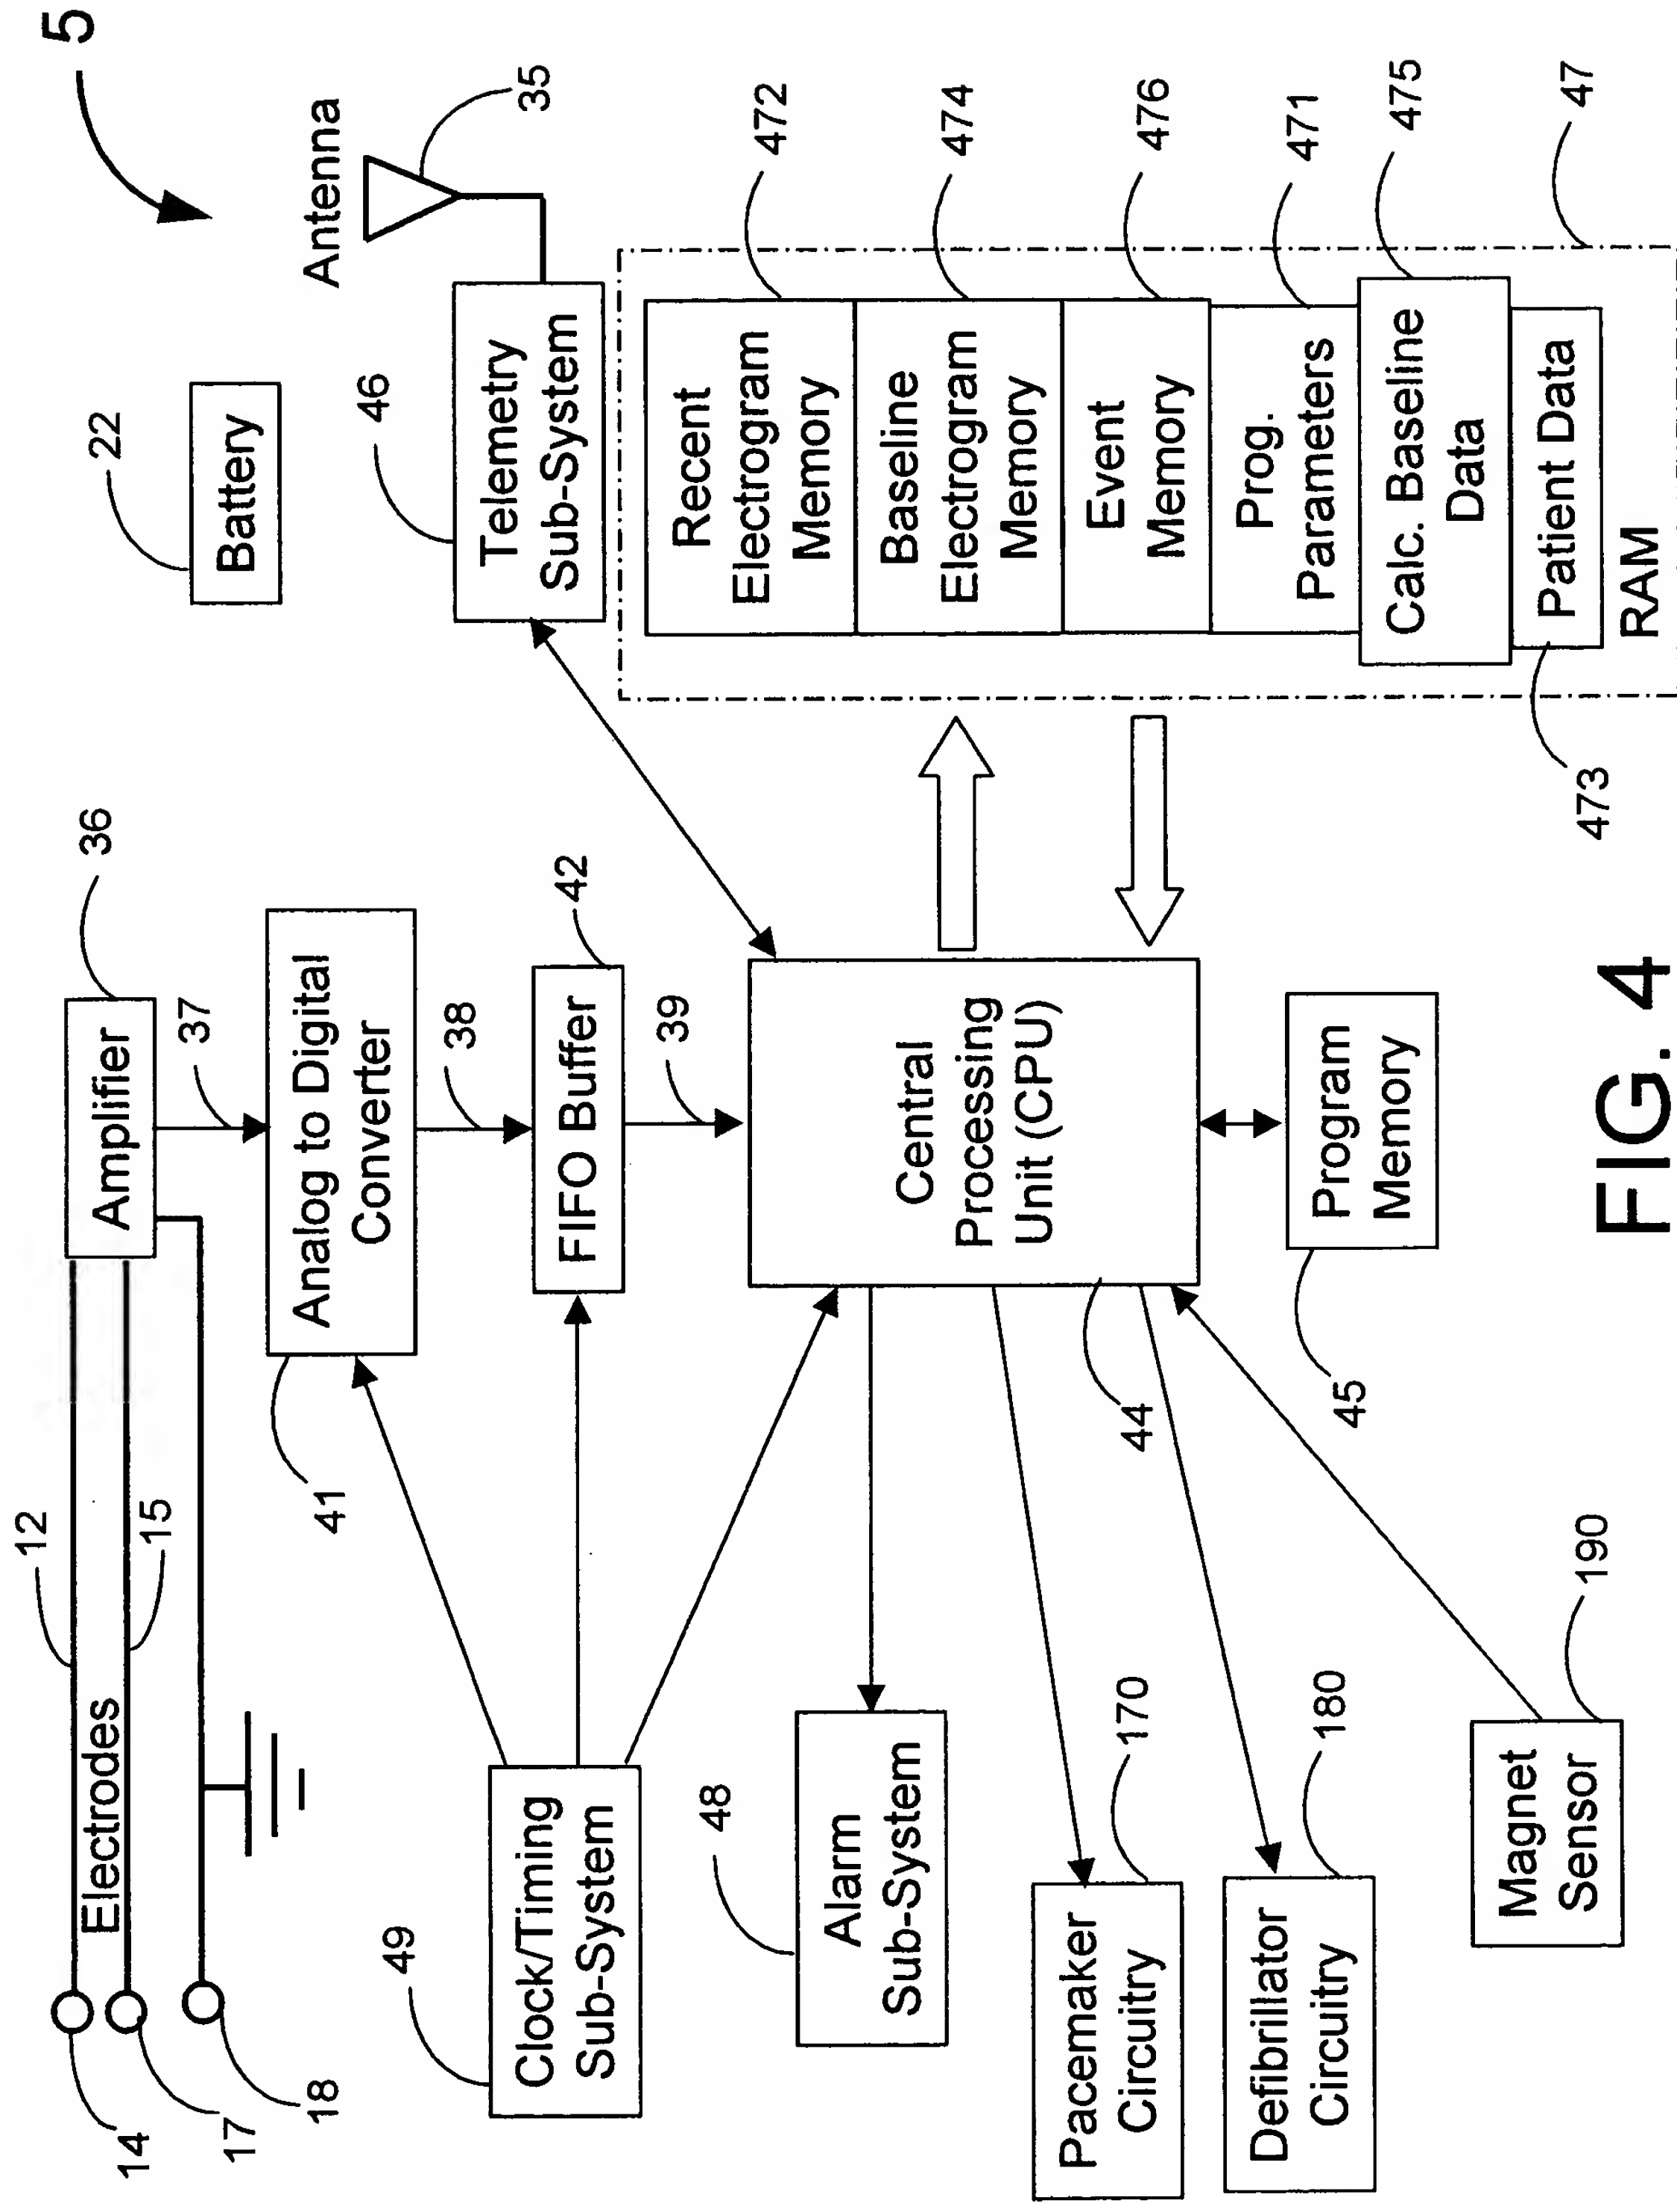 5
Antenna
35
22
Battery
46
Telemetry
Sub-System
36
Amplifier
37
Analog to Digital
Converter
41
38
42
FIFO Buffer
39
12
15
Electrodes
14
17
18
49
Clock/Timing
Sub-System
Central
Processing
Unit (CPU)
44
48
Alarm
Sub-System
170
Pacemaker
Circuitry
180
Defibrillator
Circuitry
190
Magnet
Sensor
45
Program
Memory
Recent
Electrogram
Memory
472
Baseline
Electrogram
Memory
474
Event
Memory
476
Prog.
Parameters
471
Calc. Baseline
Data
475
Patient Data
473
RAM
47
FIG. 4